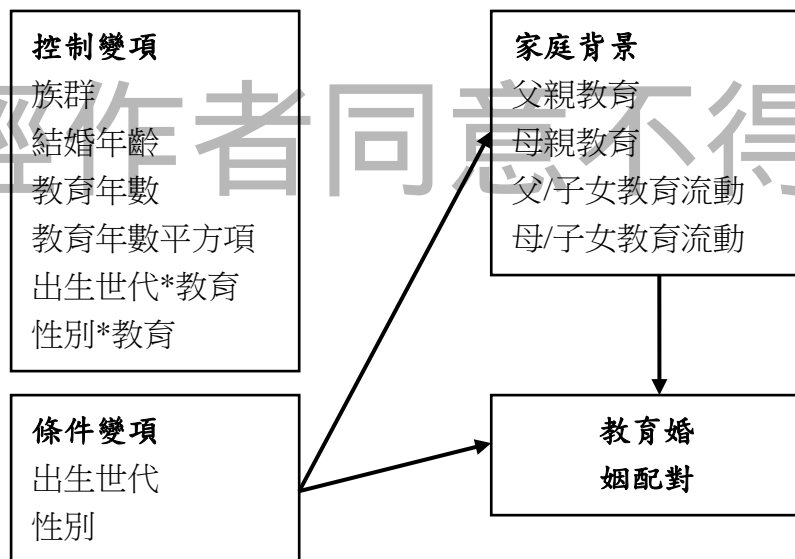 控制變項
族群
結婚年齡
教育年數
教育年數平方項
出生世代*教育
性別*教育
家庭背景
父親教育
母親教育
父/子女教育流動
母/子女教育流動
經作者同意不得
條件變項
出生世代
性別
教育婚
姻配對